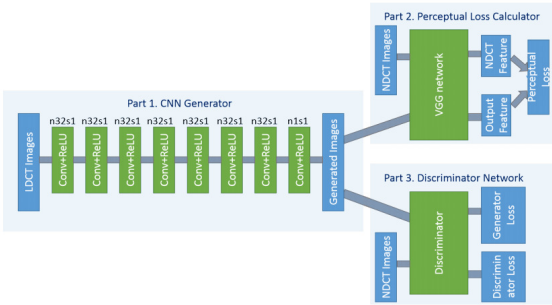 Part 1. CNN Generator
n32s1 n32s1 n32s1 n32s1 n32s1 n32s1 n32s1 n1s1
LDCT Images
Conv+ReLU
Conv+ReLU
Conv+ReLU
Conv+ReLU
Conv+ReLU
Conv+ReLU
Conv+ReLU
Conv+ReLU
Generated Images
Part 2. Perceptual Loss Calculator
NDCT Images
VGG network
NDCT
Feature
Output
Feature
Perceptual
Loss
Part 3. Discriminator Network
NDCT Images
Discriminator
Generator
Loss
Discrimin
ator Loss